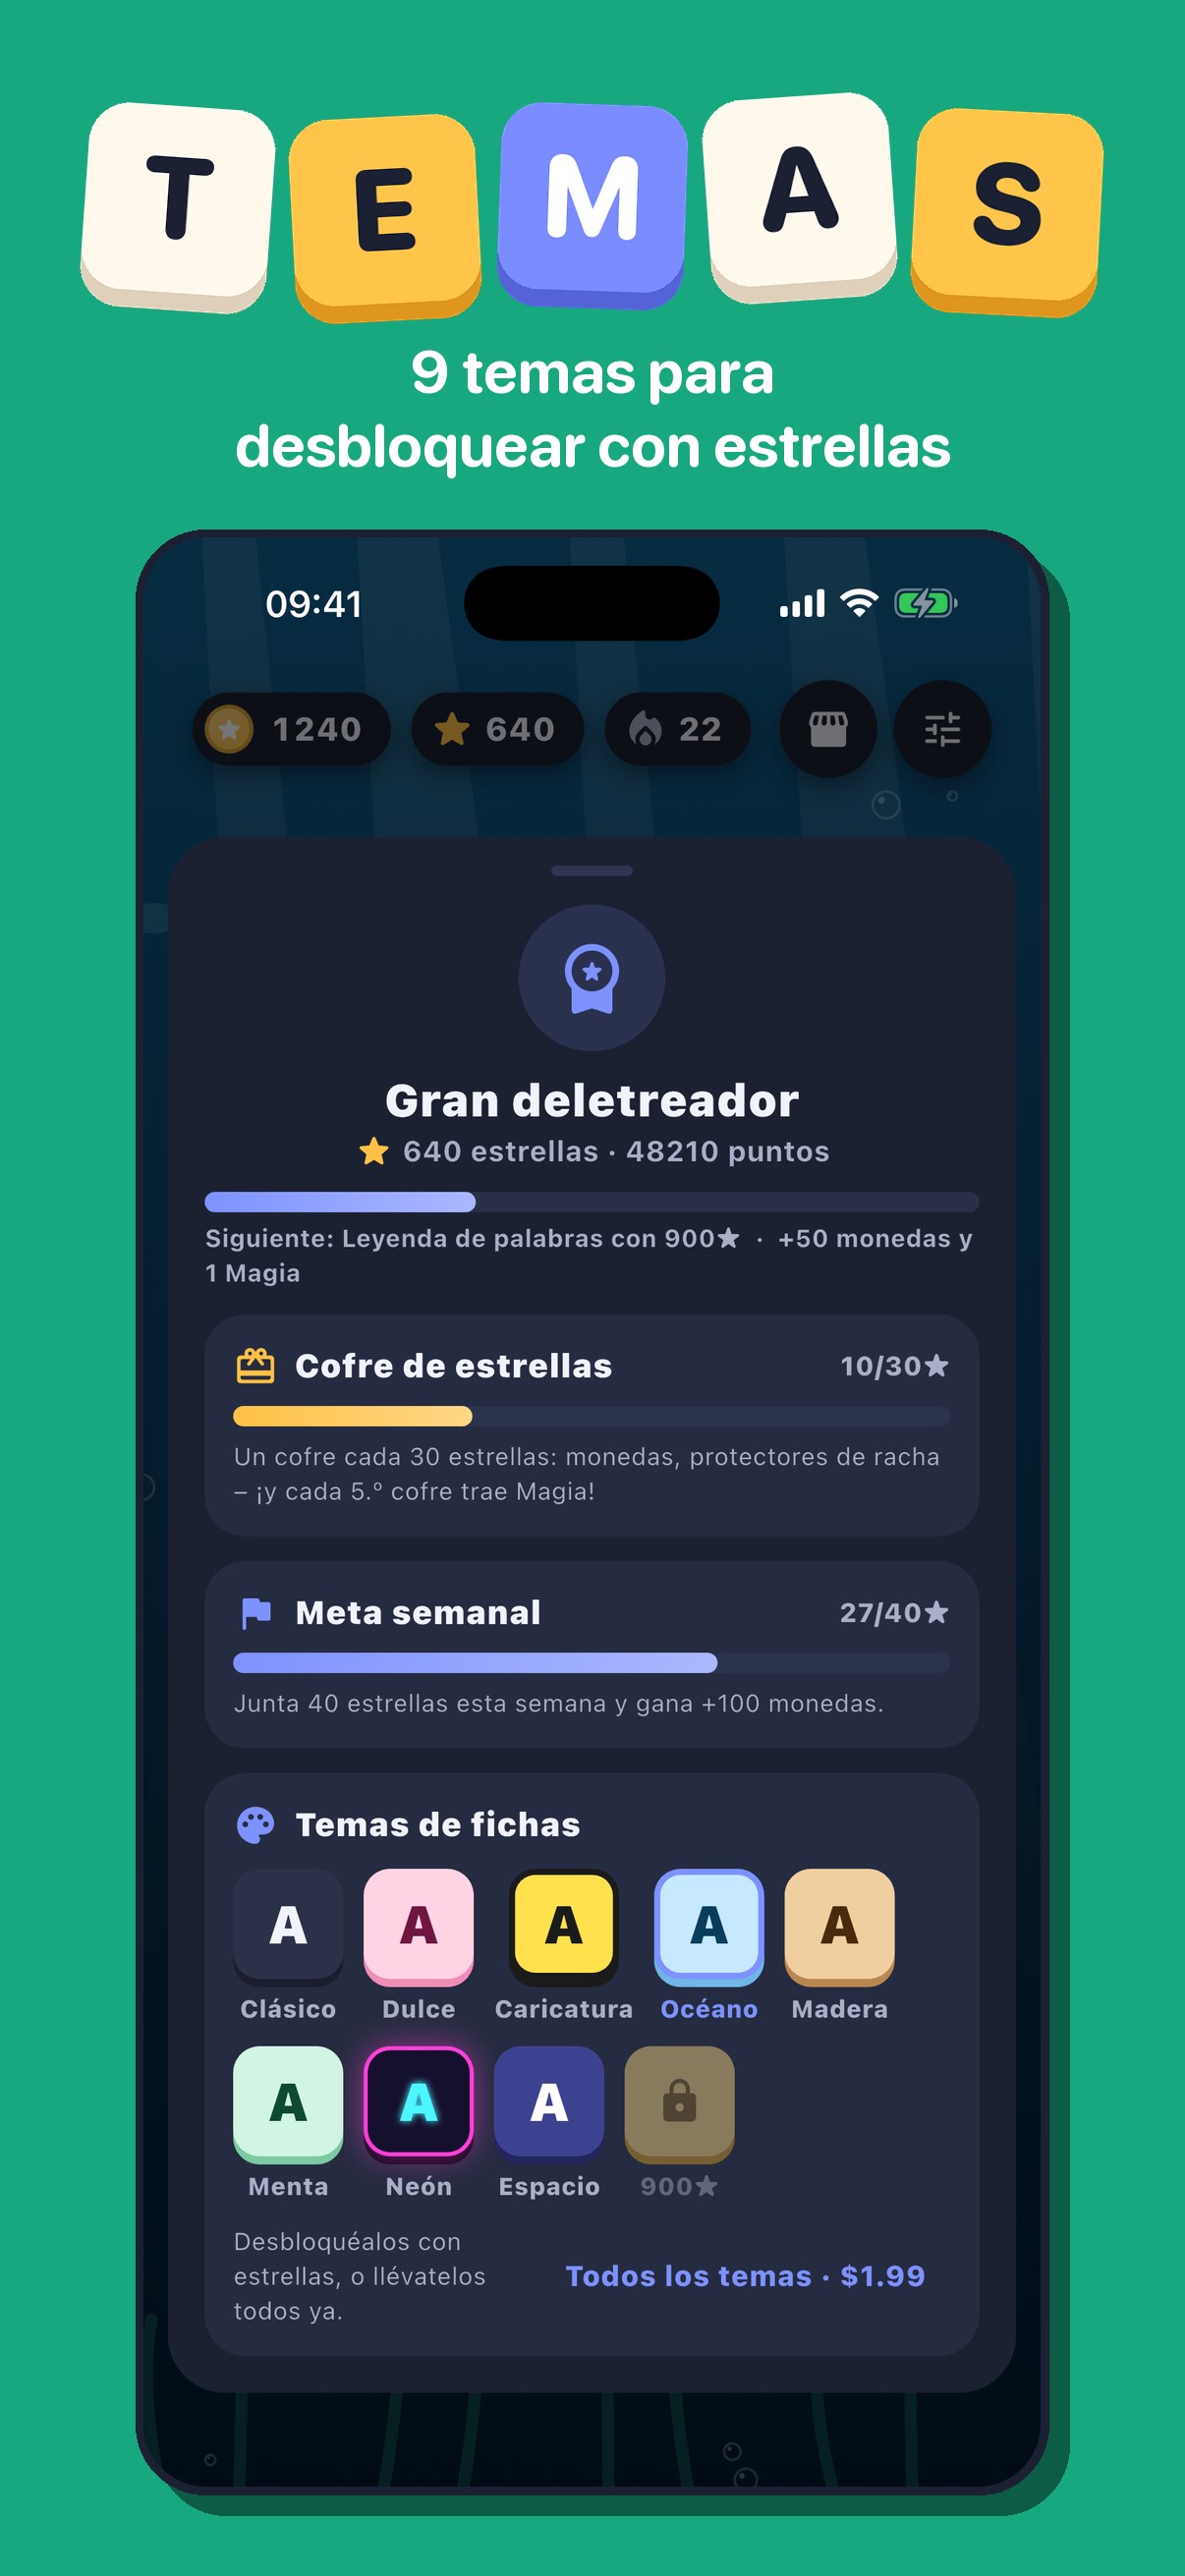 TEMAS
9 temas para
desbloquear con estrellas
09:41
1240 640 22
Gran deletreador
640 estrellas · 48210 puntos
Siguiente: Leyenda de palabras con 900★ · +50 monedas y
1 Magia
Cofre de estrellas 10/30★
Un cofre cada 30 estrellas: monedas, protectores de racha
– ¡y cada 5.º cofre trae Magia!
Meta semanal 27/40★
Junta 40 estrellas esta semana y gana +100 monedas.
Temas de fichas
A A A A A
Clásico Dulce Caricatura Océano Madera
A A A
Menta Neón Espacio 900★
Desbloquéalos con
estrellas, o llévatelos
todos ya.
Todos los temas · $1.99